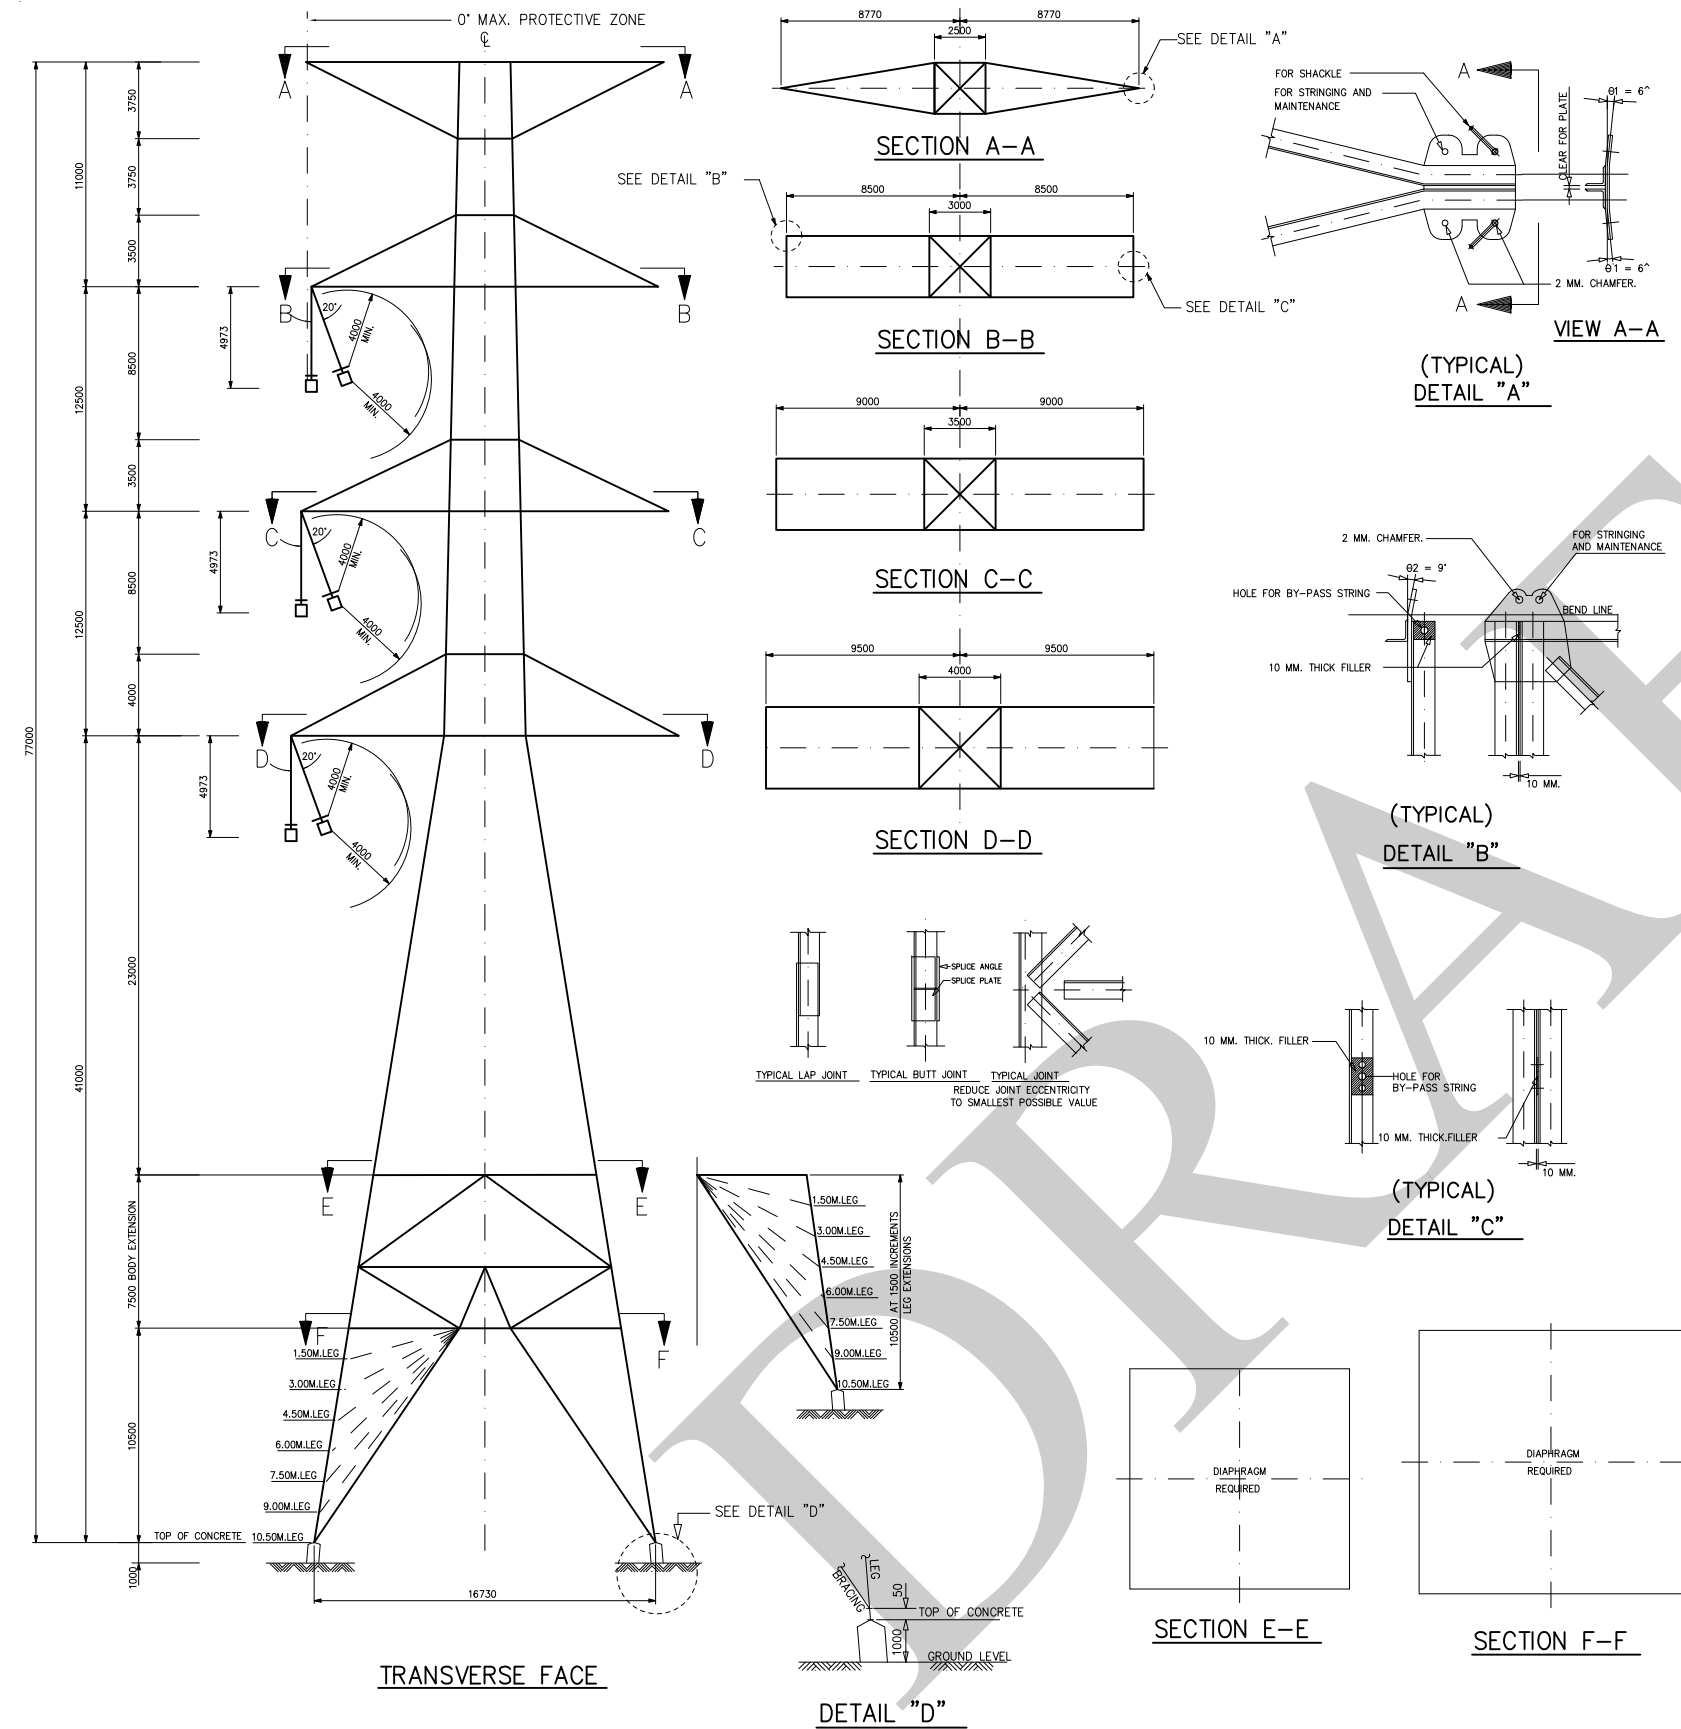 0° MAX. PROTECTIVE ZONE
℄
A
A
3750
11000
3750
3500
B
B
4973
20°
4000
MIN.
4000
MIN.
8500
12500
3500
C
C
4973
20°
4000
MIN.
4000
MIN.
8500
12500
4000
D
D
4973
20°
4000
MIN.
4000
MIN.
77000
23000
41000
E
E
7500 BODY EXTENSION
F
F
1.50M.LEG
3.00M.LEG
4.50M.LEG
6.00M.LEG
7.50M.LEG
9.00M.LEG
10.50M.LEG
10500
TOP OF CONCRETE
1000
16730
SEE DETAIL "D"
TRANSVERSE FACE
8770
8770
2500
SEE DETAIL "A"
SECTION A-A
SEE DETAIL "B"
8500
8500
3000
SEE DETAIL "C"
SECTION B-B
9000
9000
3500
SECTION C-C
9500
9500
4000
SECTION D-D
SPLICE ANGLE
SPLICE PLATE
TYPICAL LAP JOINT
TYPICAL BUTT JOINT
TYPICAL JOINT
REDUCE JOINT ECCENTRICITY
TO SMALLEST POSSIBLE VALUE
1.50M.LEG
3.00M.LEG
4.50M.LEG
6.00M.LEG
7.50M.LEG
9.00M.LEG
10.50M.LEG
10500 AT 1500 INCREMENTS
LEG EXTENSIONS
LEG
BRACING
50
TOP OF CONCRETE
1000
GROUND LEVEL
DETAIL "D"
FOR SHACKLE
FOR STRINGING AND
MAINTENANCE
A
A
CLEAR FOR PLATE
θ1 = 6^
θ1 = 6^
2 MM. CHAMFER.
VIEW A-A
(TYPICAL)
DETAIL "A"
2 MM. CHAMFER.
FOR STRINGING
AND MAINTENANCE
θ2 = 9°
HOLE FOR BY-PASS STRING
BEND LINE
10 MM. THICK FILLER
10 MM.
(TYPICAL)
DETAIL "B"
10 MM. THICK. FILLER
HOLE FOR
BY-PASS STRING
10 MM. THICK.FILLER
10 MM.
(TYPICAL)
DETAIL "C"
DIAPHRAGM
REQUIRED
SECTION E-E
DIAPHRAGM
REQUIRED
SECTION F-F
DRAF